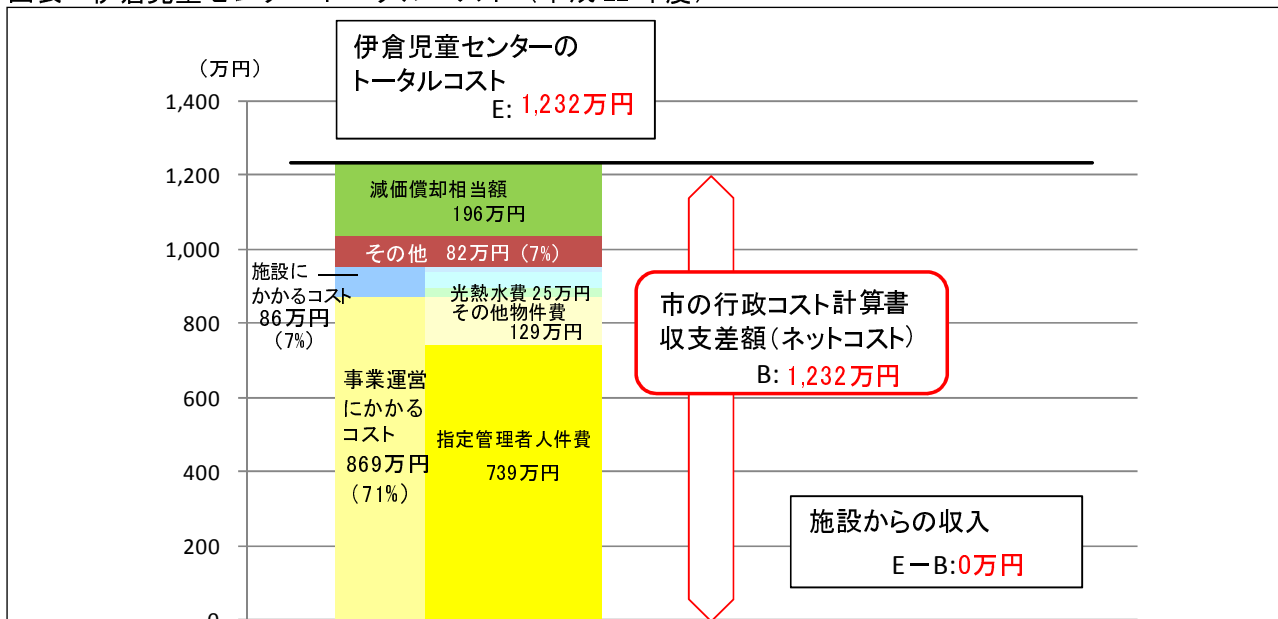 伊倉児童センターの
トータルコスト
E: 1,232万円
（万円）
1,400
1,200
1,000
800
600
400
200
0
減価償却相当額
196万円
その他 82万円（7%）
施設に
かかるコスト
86万円
（7%）
光熱水費 25万円
その他物件費
129万円
事業運営
にかかる
コスト
869万円
（71%）
指定管理者人件費
739万円
市の行政コスト計算書
収支差額（ネットコスト）
B: 1,232万円
施設からの収入
E－B:0万円